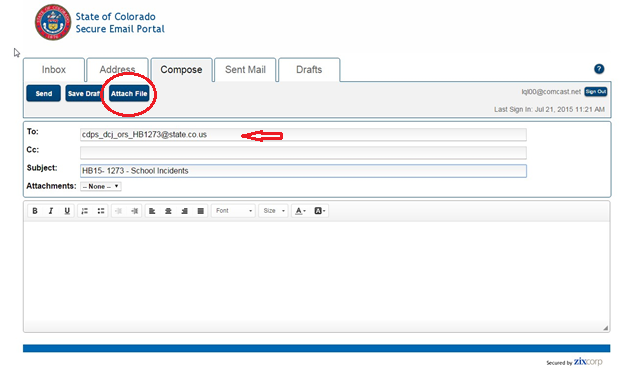 State of Colorado
Secure Email Portal
Inbox Address Compose Sent Mail Drafts ?
Send Save Draft Attach File
lql00@comcast.net Sign Out
Last Sign In: Jul 21, 2015 11:21 AM
To: cdps_dcj_ors_HB1273@state.co.us
Cc:
Subject: HB15- 1273 - School Incidents
Attachments: -- None --
B I U Font Size A A
Secured by zixcorp